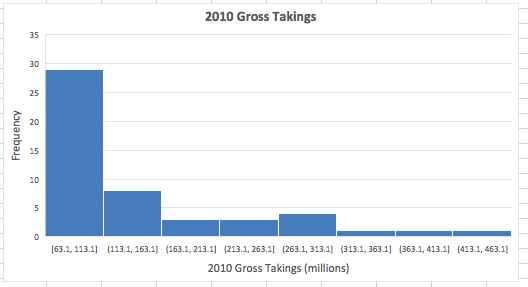 2010 Gross Takings
35
30
25
20
15
10
5
0
Frequency
[63.1, 113.1] (113.1, 163.1] (163.1, 213.1] (213.1, 263.1] (263.1, 313.1] (313.1, 363.1] (363.1, 413.1] (413.1, 463.1]
2010 Gross Takings (millions)